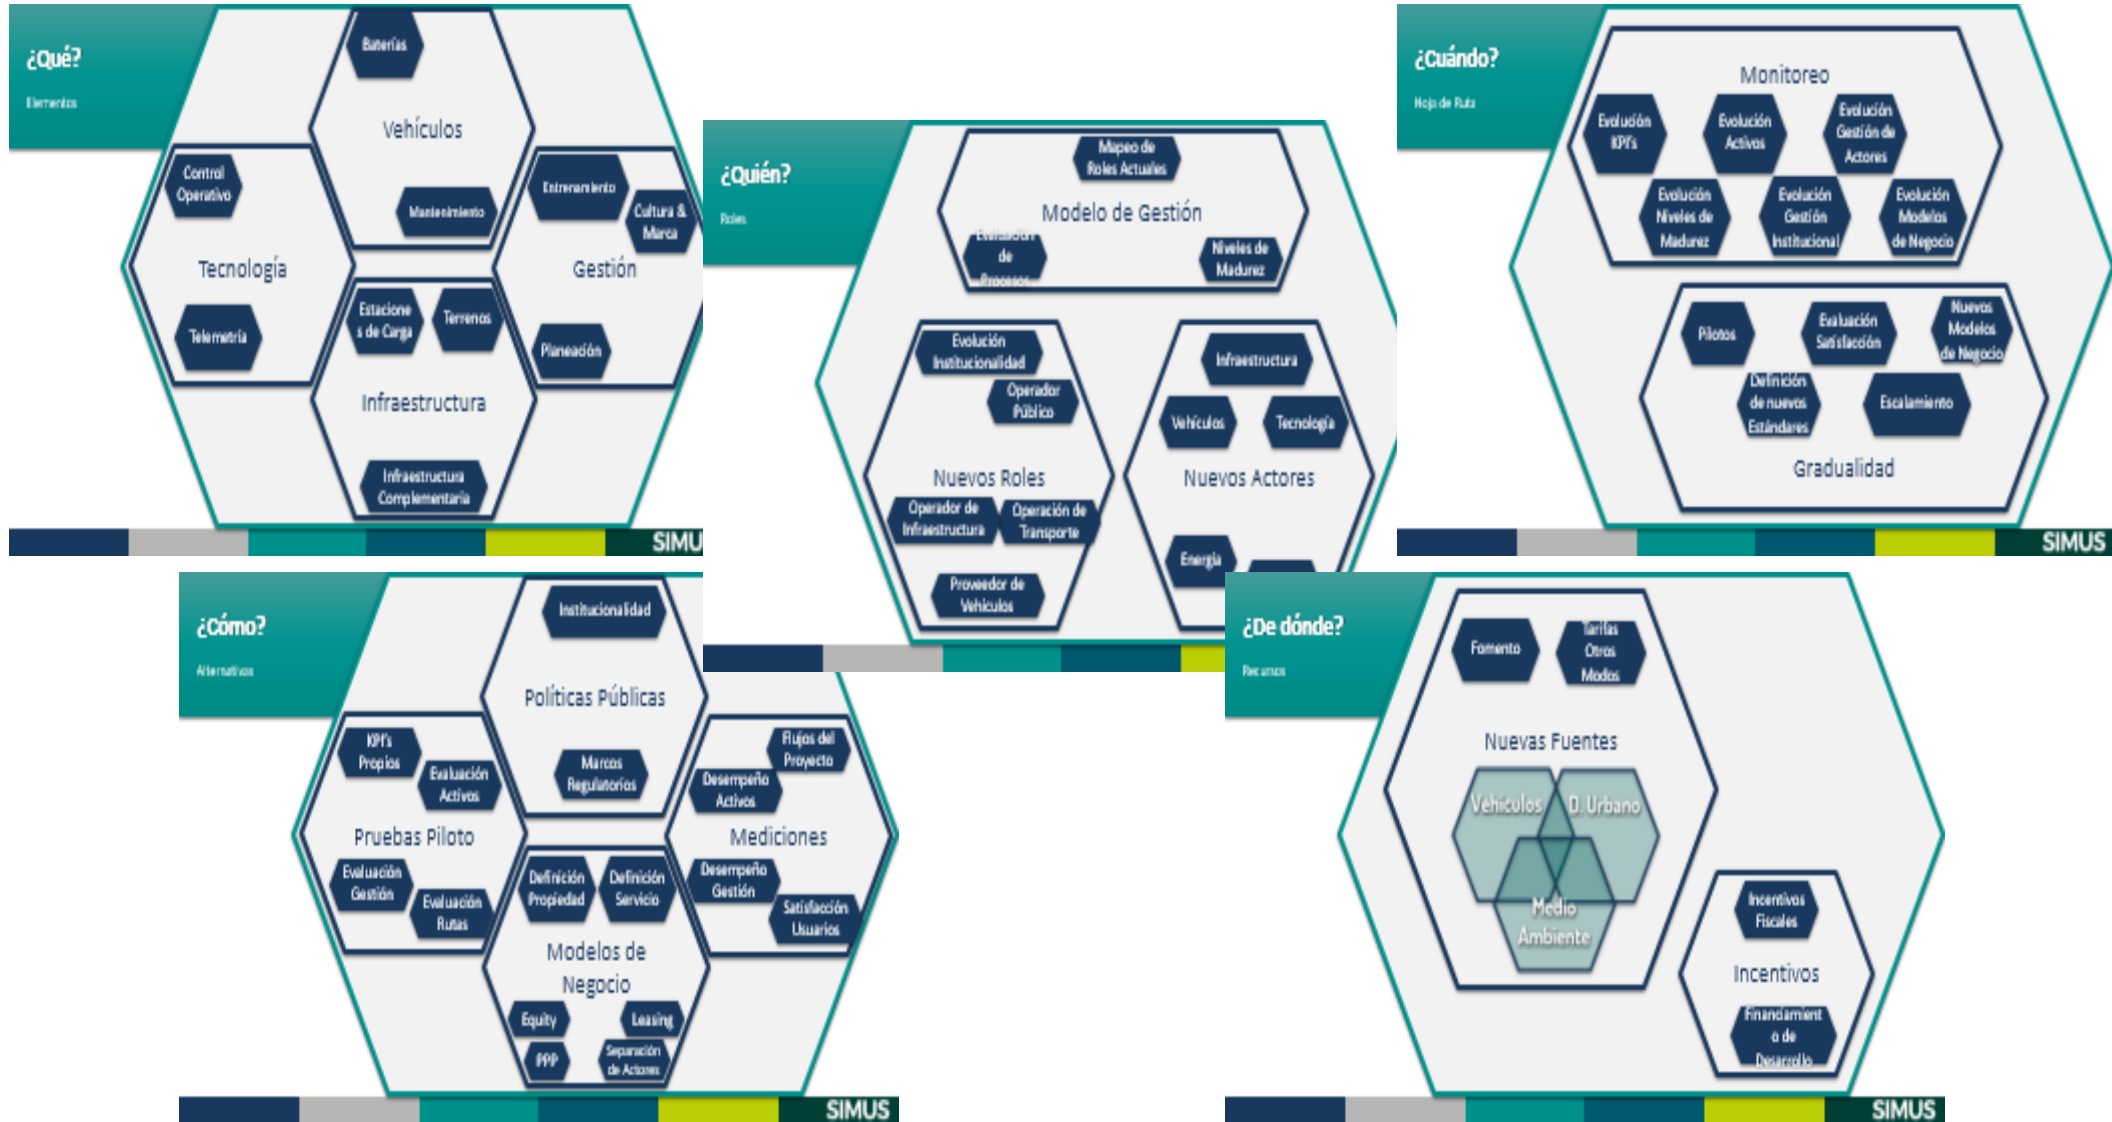 ¿Qué?
Elementos
Baterías
Vehículos
Mantenimiento
Control
Operativo
Tecnología
Telemetría
Entrenamiento
Cultura &
Marca
Gestión
Planeación
Estacione
s de Carga
Terrenos
Infraestructura
Infraestructura
Complementaria
SIMU
¿Quién?
Roles
Mapeo de
Roles Actuales
Modelo de Gestión
Evaluación
de
Procesos
Niveles de
Madurez
Evolución
Institucionalidad
Operador
Público
Nuevos Roles
Operador de
Infraestructura
Operación de
Transporte
Proveedor de
Vehículos
Infraestructura
Vehículos
Tecnología
Nuevos Actores
Energía
¿Cuándo?
Hoja de Ruta
Monitoreo
Evolución
KPI's
Evolución
Activos
Evolución
Gestión de
Actores
Evolución
Niveles de
Madurez
Evolución
Gestión
Institucional
Evolución
Modelos
de Negocio
Pilotos
Evaluación
Satisfacción
Nuevos
Modelos
de Negocio
Definición
de nuevos
Estándares
Escalamiento
Gradualidad
SIMUS
¿Cómo?
Alternativas
Institucionalidad
Políticas Públicas
Marcos
Regulatorios
KPI's
Propios
Evaluación
Activos
Pruebas Piloto
Evaluación
Gestión
Evaluación
Rutas
Flujos del
Proyecto
Desempeño
Activos
Mediciones
Desempeño
Gestión
Satisfacción
Usuarios
Definición
Propiedad
Definición
Servicio
Modelos de
Negocio
Equity
Leasing
PPP
Separación
de Actores
SIMUS
¿De dónde?
Recursos
Fomento
Tarifas
Otros
Modos
Nuevas Fuentes
Vehículos
D. Urbano
Medio
Ambiente
Incentivos
Fiscales
Incentivos
Financiamient
o de
Desarrollo
SIMUS